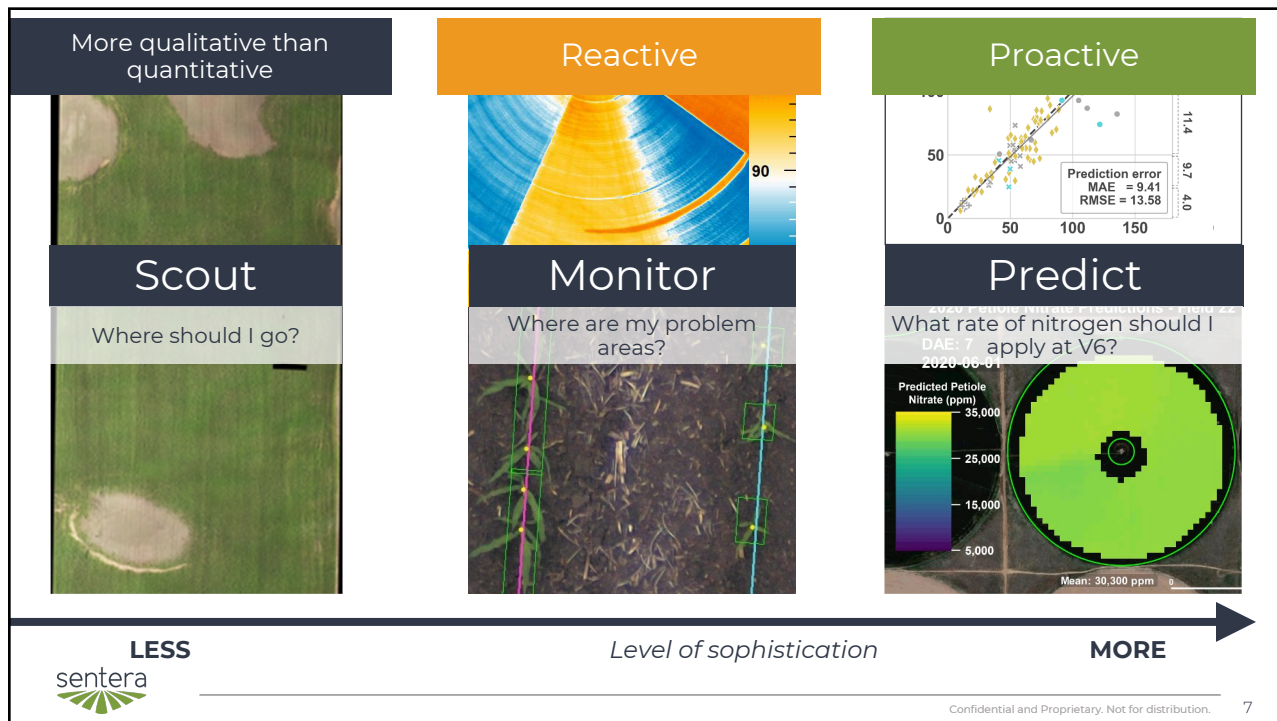 More qualitative than
quantitative
Reactive
Proactive
90
100
50
0
0
50
100
150
11.4
9.7
4.0
Prediction error
MAE = 9.41
RMSE = 13.58
Scout
Where should I go?
Monitor
Where are my problem
areas?
Predict
2020 Petiole Nitrate Predictions - Field 22
What rate of nitrogen should I
apply at V6?
DAE: 7
2020-06-01
Predicted Petiole
Nitrate (ppm)
35,000
25,000
15,000
5,000
Mean: 30,300 ppm
0
LESS
Level of sophistication
MORE
sentera
Confidential and Proprietary. Not for distribution.
7